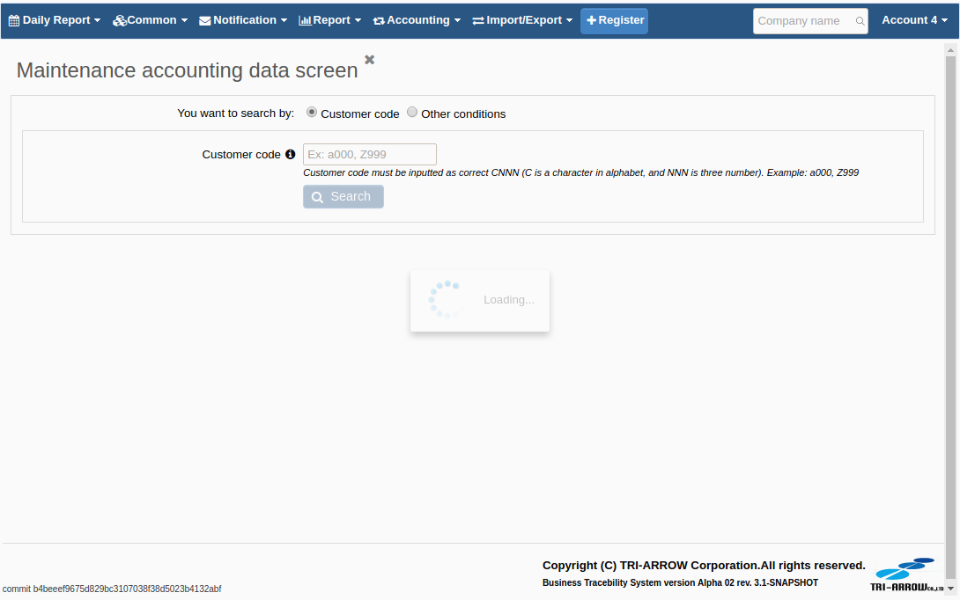 Daily Report Common Notification Report Accounting Import/Export Register Company name Account 4
Maintenance accounting data screen
You want to search by: Customer code Other conditions
Customer code Ex: a000, Z999
Customer code must be inputted as correct CNNN (C is a character in alphabet, and NNN is three number). Example: a000, Z999
Search
Loading...
Copyright (C) TRI-ARROW Corporation.All rights reserved.
Business Tracebility System version Alpha 02 rev. 3.1-SNAPSHOT
TRI-ARROW CO.,LTD
commit b4beeef9675d829bc3107038f38d5023b4132abf